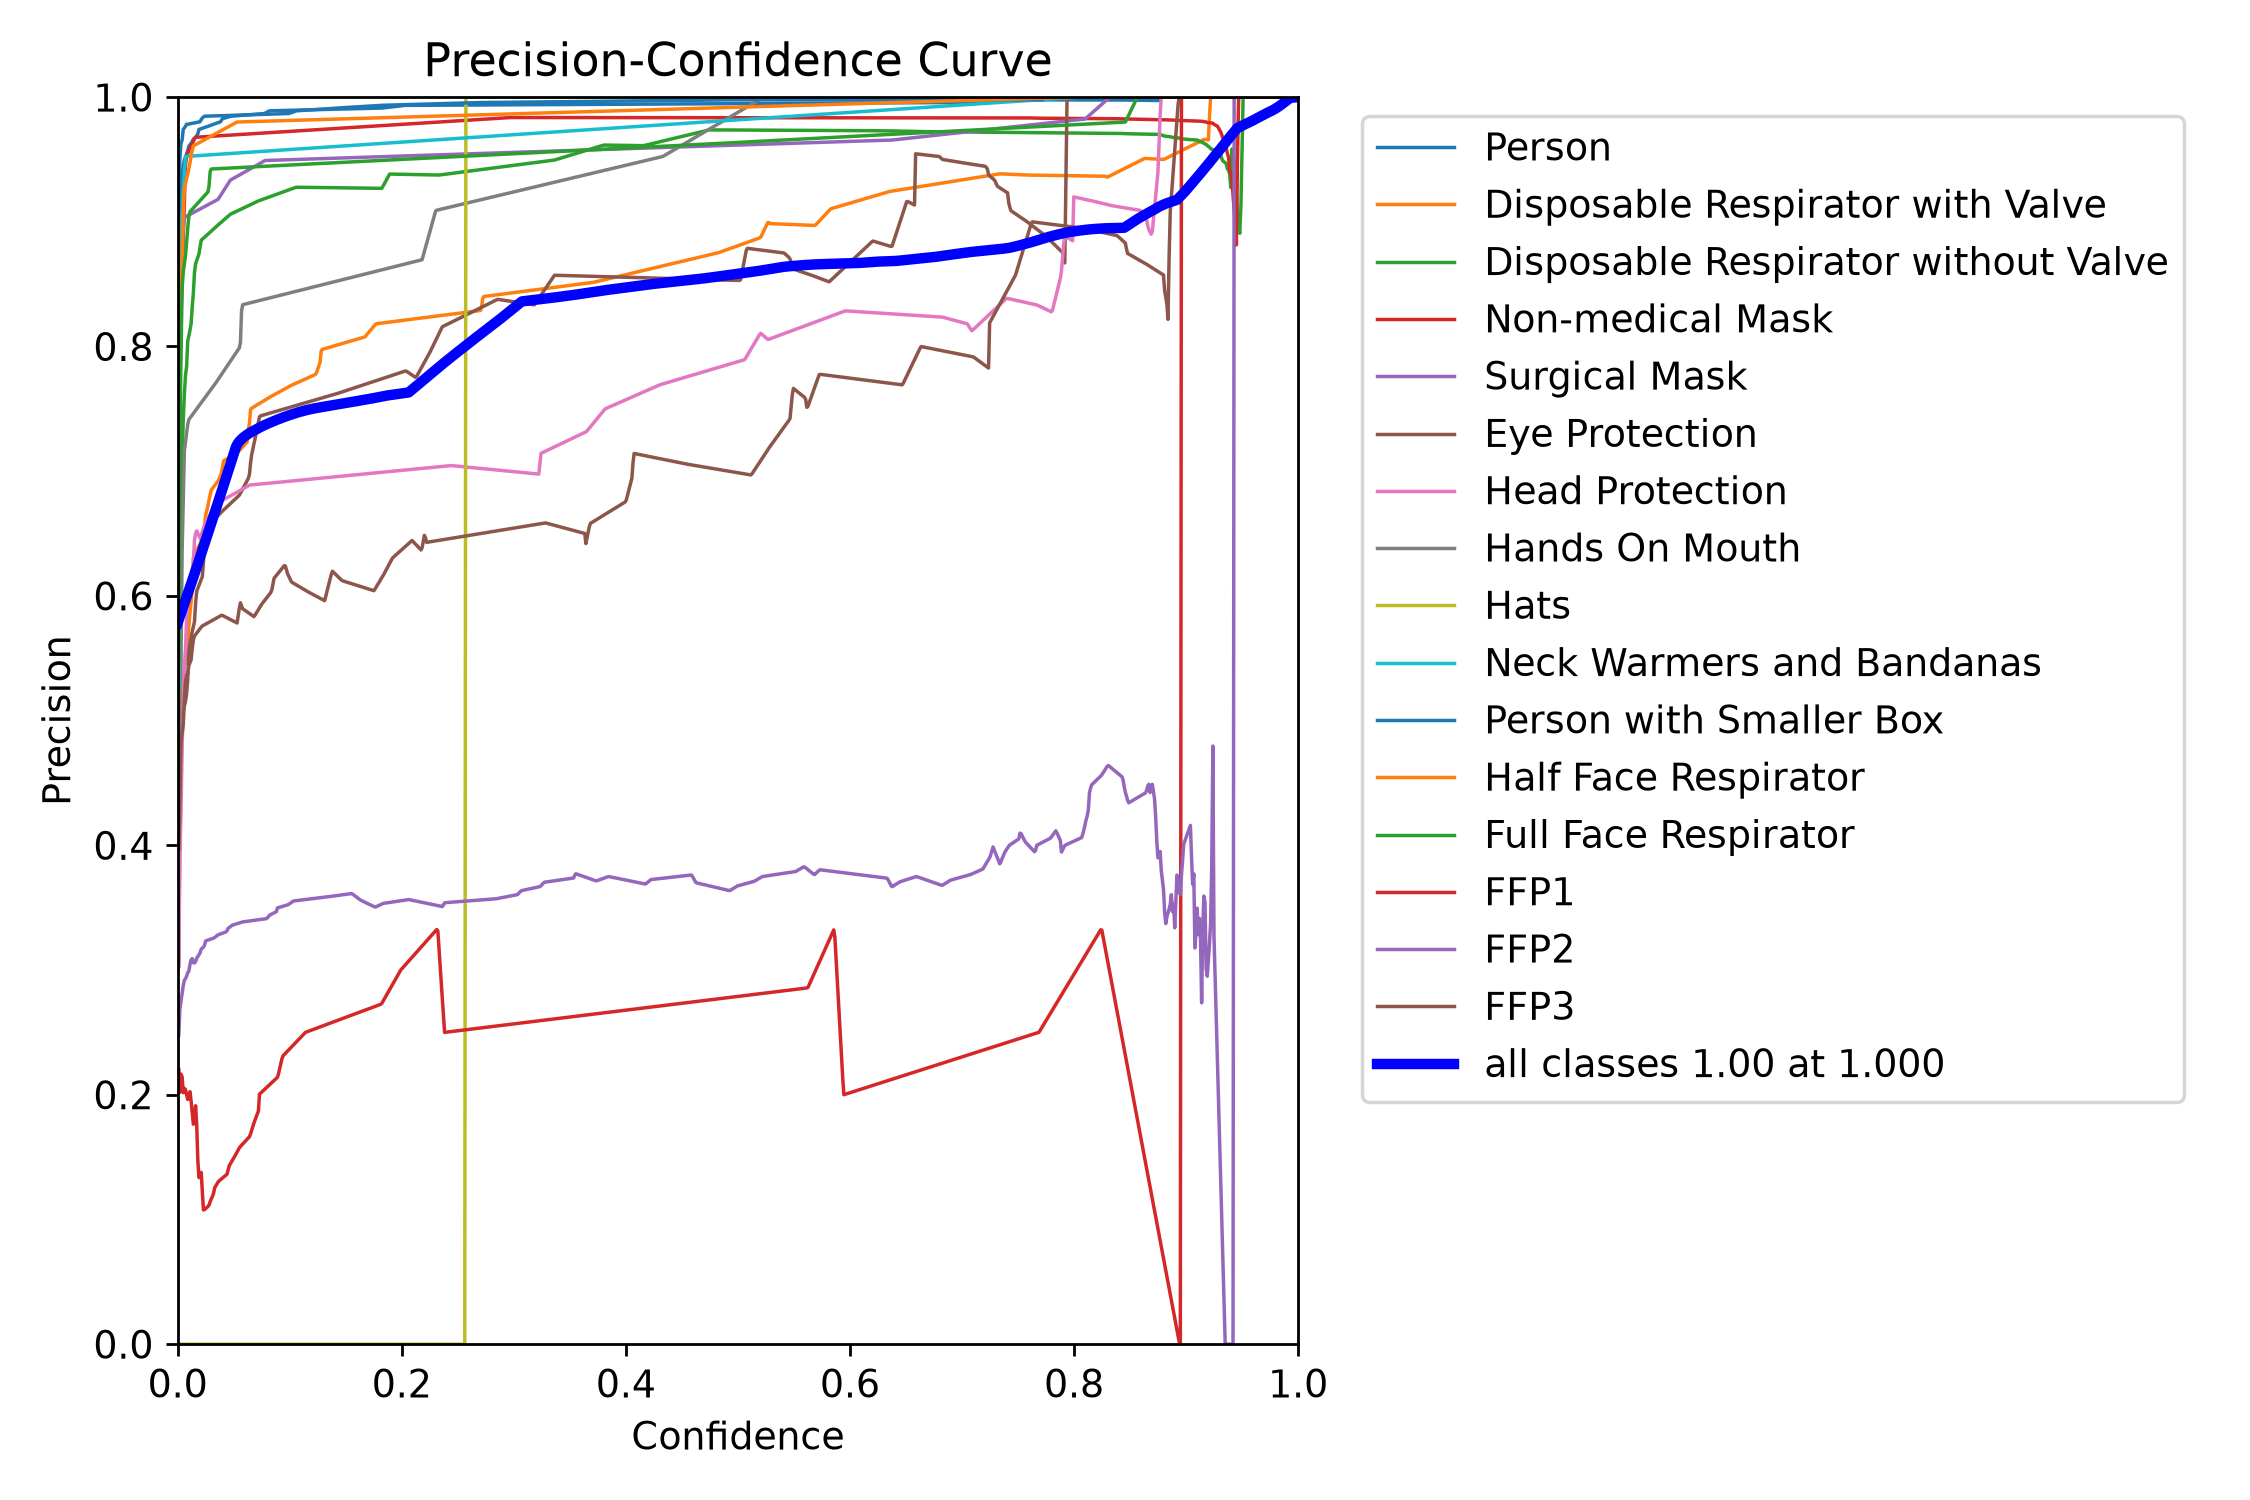 Precision-Confidence Curve
1.0
0.8
0.6
0.4
0.2
0.0
Precision
0.0 0.2 0.4 0.6 0.8 1.0
Confidence
Person
Disposable Respirator with Valve
Disposable Respirator without Valve
Non-medical Mask
Surgical Mask
Eye Protection
Head Protection
Hands On Mouth
Hats
Neck Warmers and Bandanas
Person with Smaller Box
Half Face Respirator
Full Face Respirator
FFP1
FFP2
FFP3
all classes 1.00 at 1.000